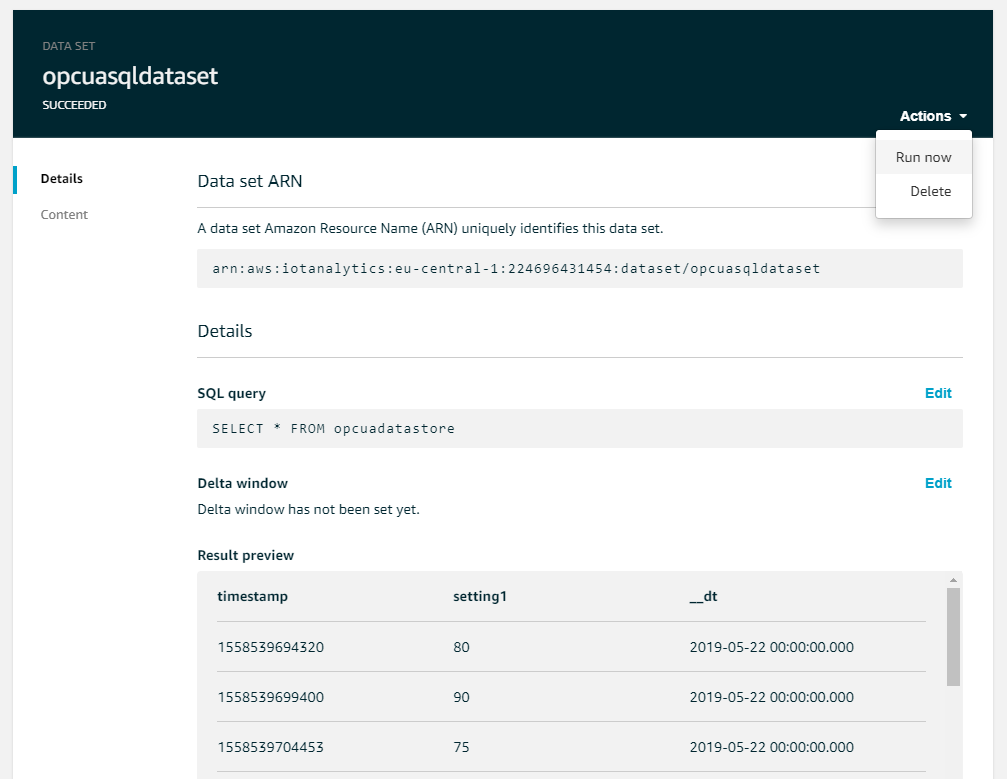 DATA SET
opcuasqldataset
SUCCEEDED
Actions
Run now
Delete
Details
Content
Data set ARN
A data set Amazon Resource Name (ARN) uniquely identifies this data set.
arn:aws:iotanalytics:eu-central-1:224696431454:dataset/opcuasqldataset
Details
SQL query Edit
SELECT * FROM opcuadatastore
Delta window Edit
Delta window has not been set yet.
Result preview
timestamp setting1 __dt
1558539694320 80 2019-05-22 00:00:00.000
1558539699400 90 2019-05-22 00:00:00.000
1558539704453 75 2019-05-22 00:00:00.000